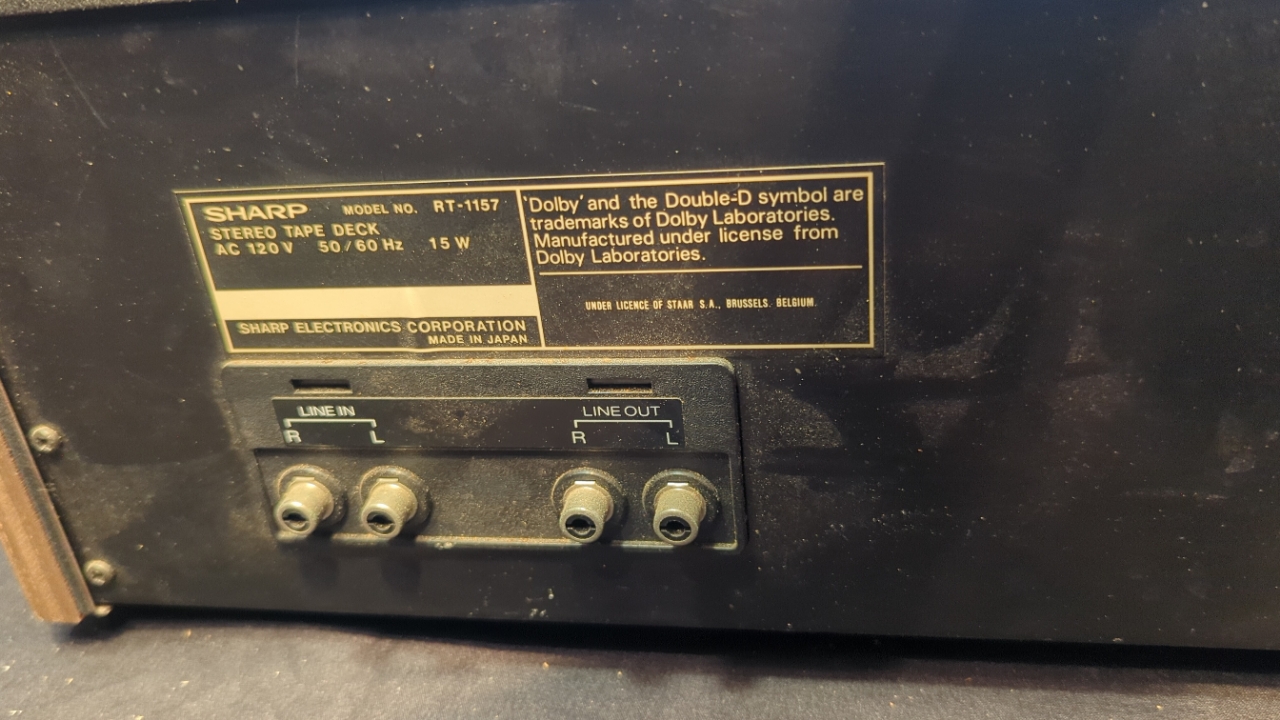 SHARP MODEL NO. RT-1157
STEREO TAPE DECK
AC 120 V 50/60 Hz 15 W
SHARP ELECTRONICS CORPORATION
MADE IN JAPAN
'Dolby' and the Double-D symbol are
trademarks of Dolby Laboratories.
Manufactured under license from
Dolby Laboratories.
UNDER LICENCE OF STAAR S.A., BRUSSELS. BELGIUM.
LINE IN
R L
LINE OUT
R L